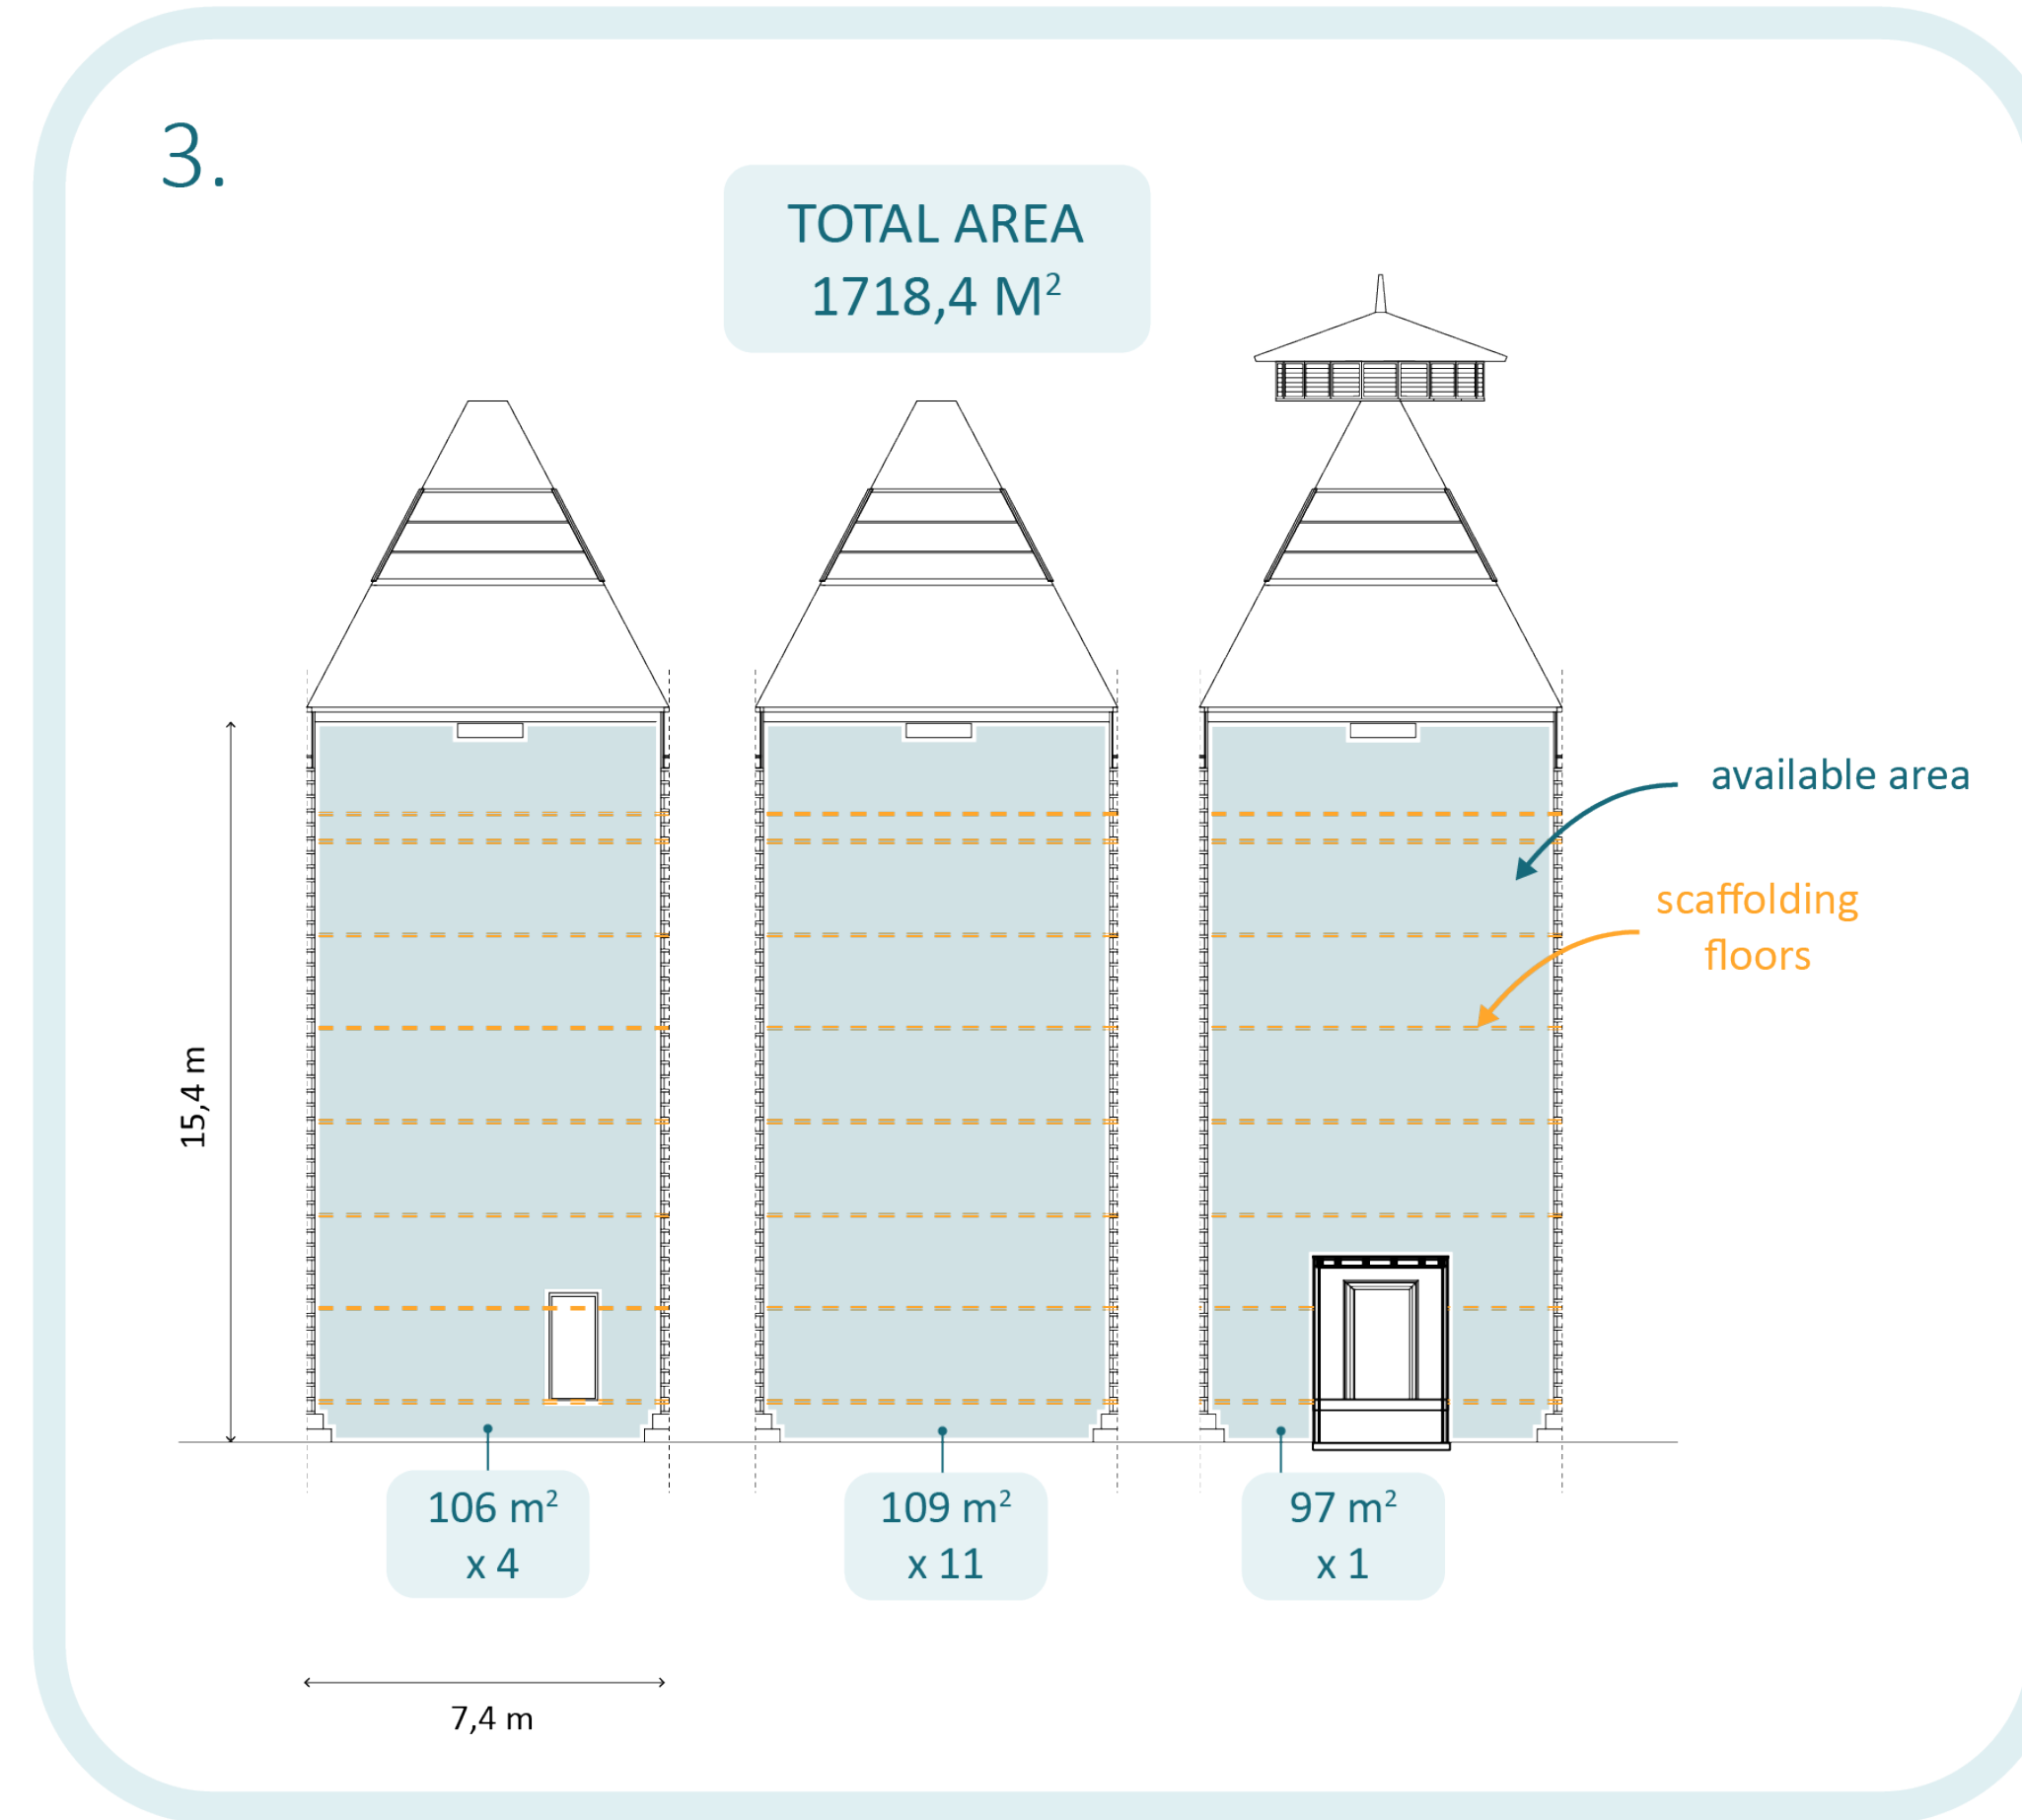 3.
TOTAL AREA
1718,4 M²
available area
scaffolding
floors
15,4 m
106 m²
x 4
109 m²
x 11
97 m²
x 1
7,4 m